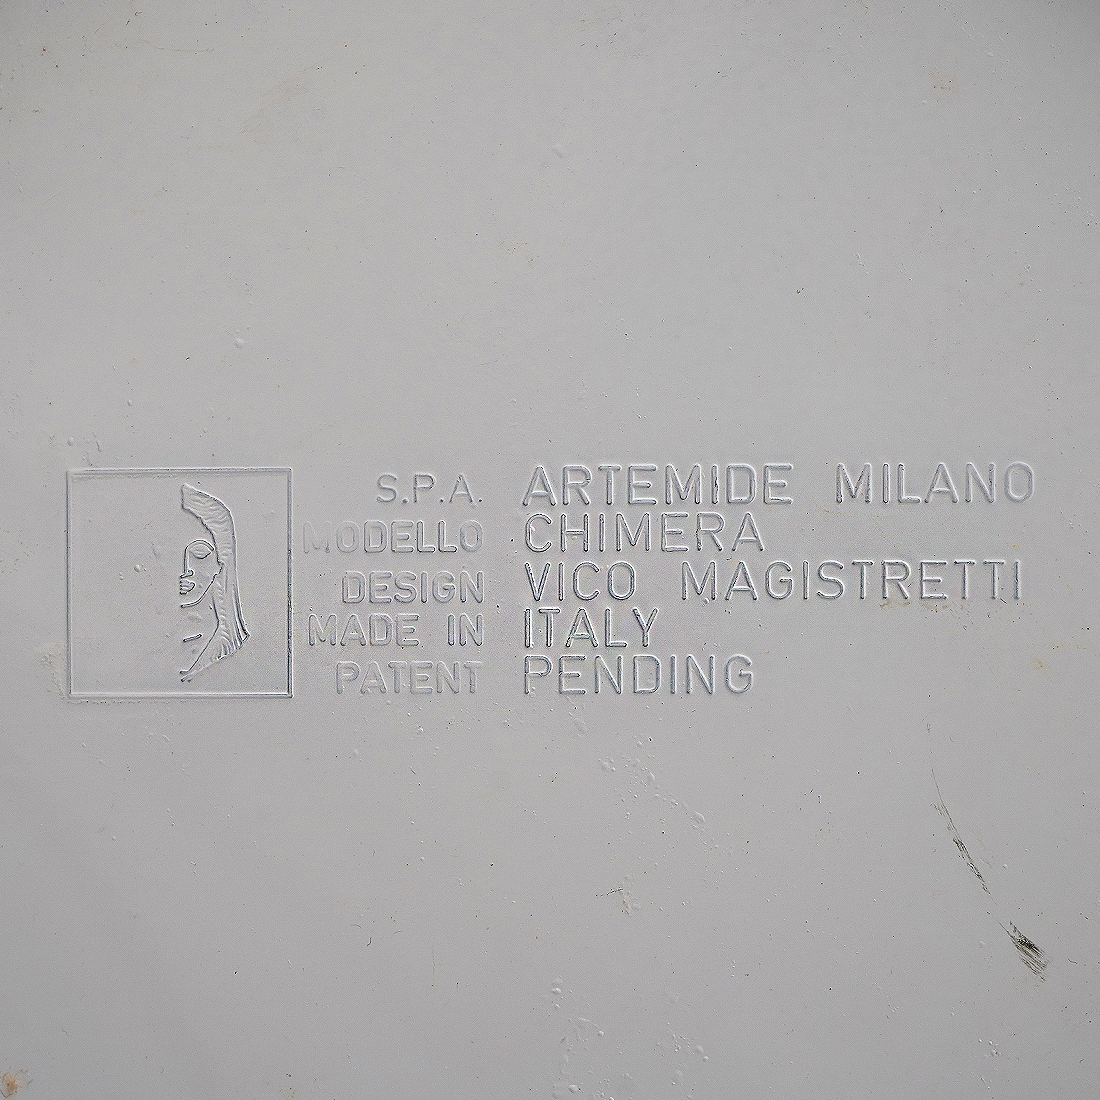 S.P.A. ARTEMIDE MILANO
MODELLO CHIMERA
DESIGN VICO MAGISTRETTI
MADE IN ITALY
PATENT PENDING